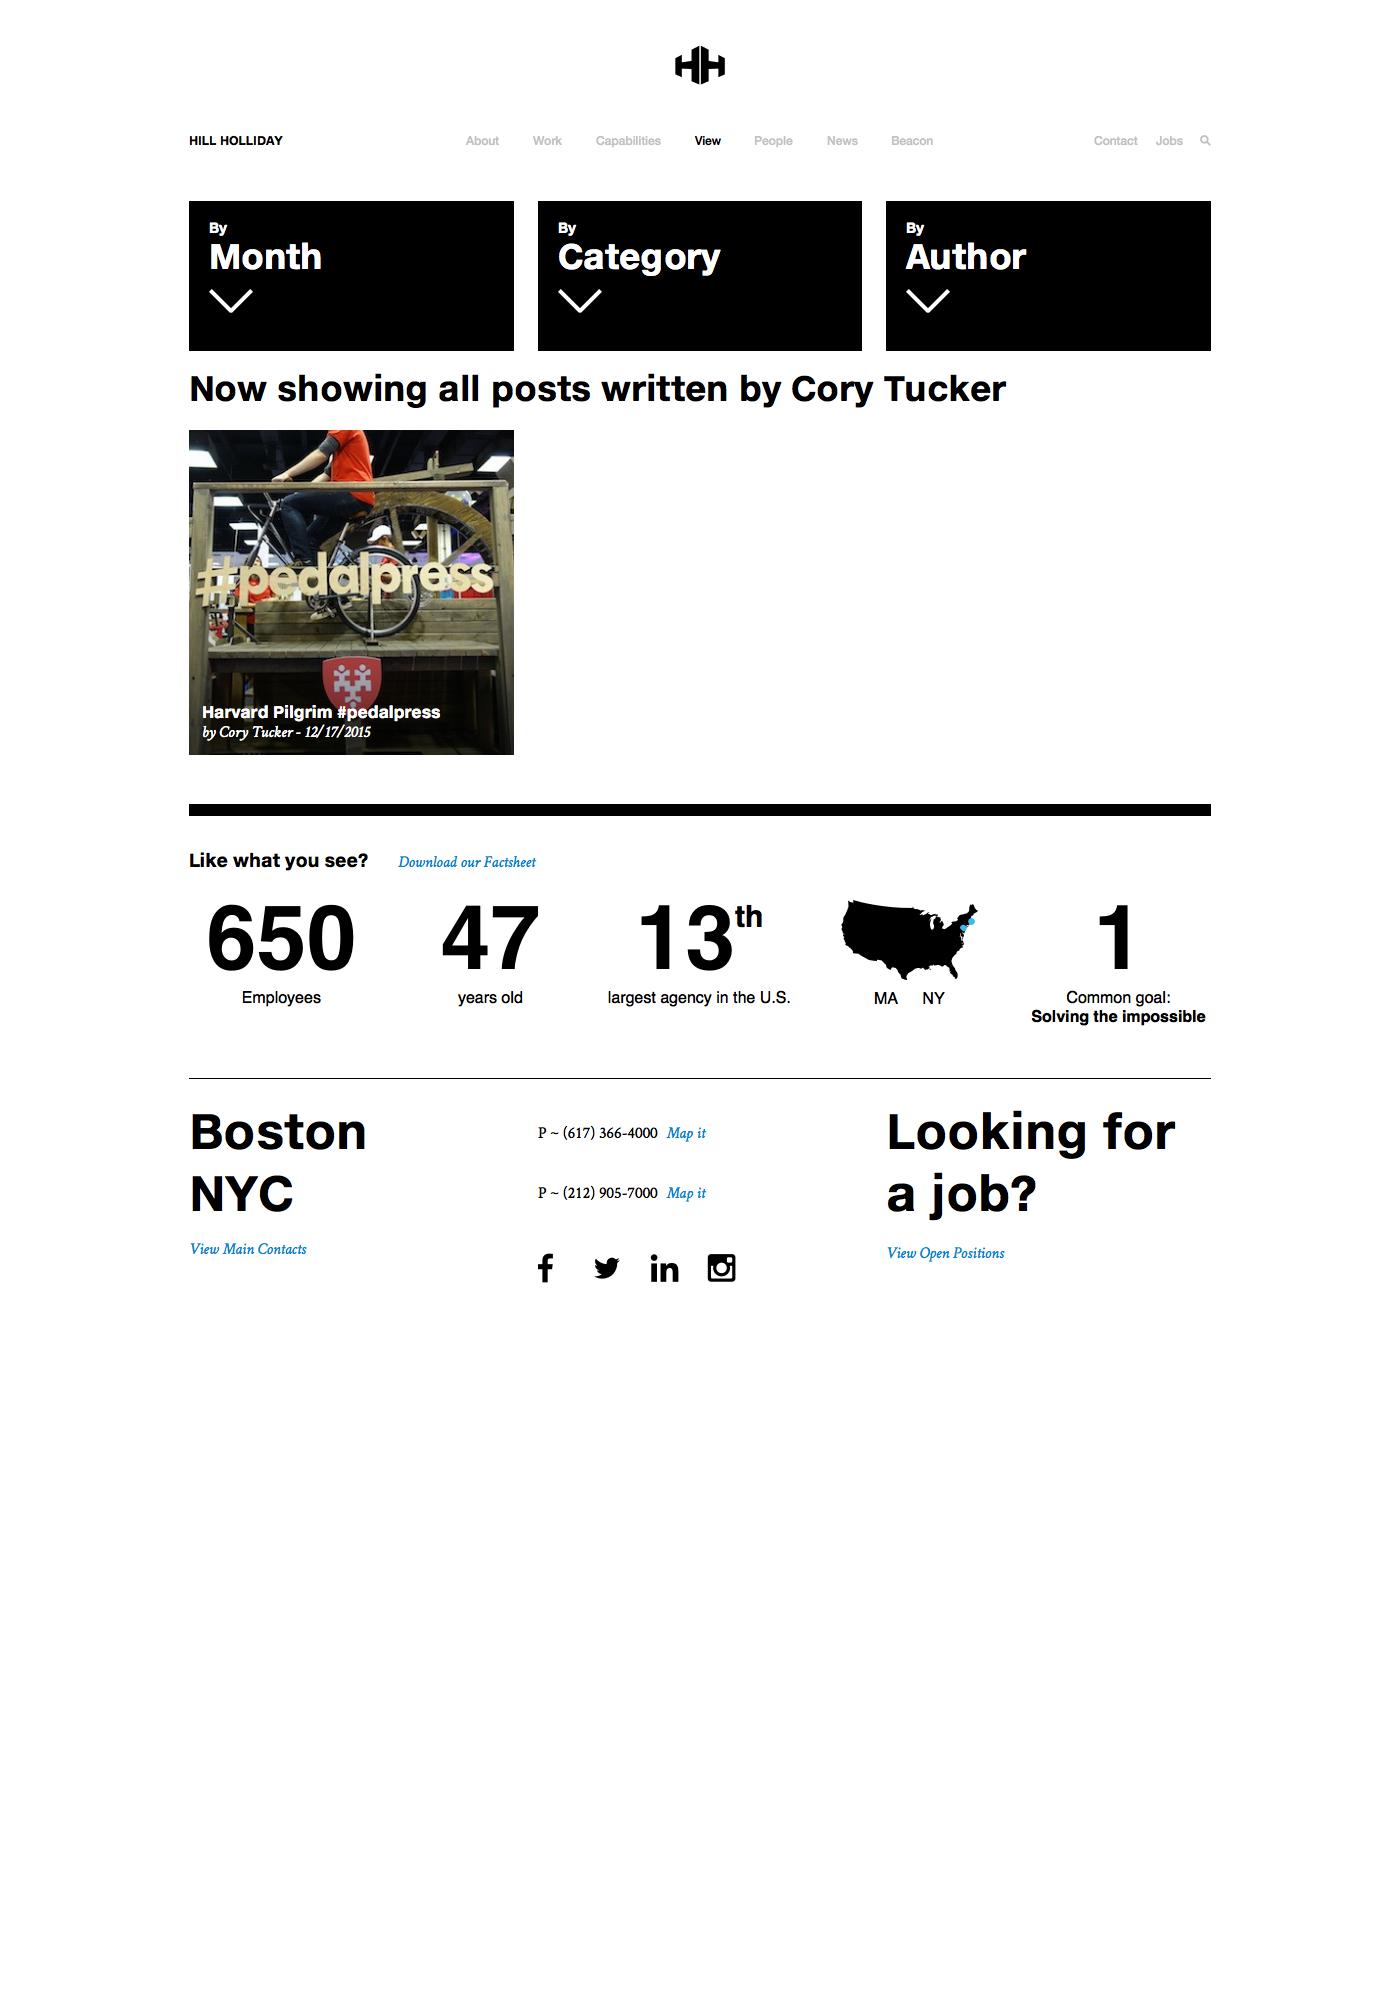 HILL HOLLIDAY
About Work Capabilities View People News Beacon
Contact Jobs
By
Month
By
Category
By
Author
Now showing all posts written by Cory Tucker
#pedalpress
Harvard Pilgrim #pedalpress
by Cory Tucker - 12/17/2015
Like what you see? Download our Factsheet
650
Employees
47
years old
13th
largest agency in the U.S.
MA NY
1
Common goal:
Solving the impossible
Boston
NYC
View Main Contacts
P ~ (617) 366-4000 Map it
P ~ (212) 905-7000 Map it
Looking for
a job?
View Open Positions